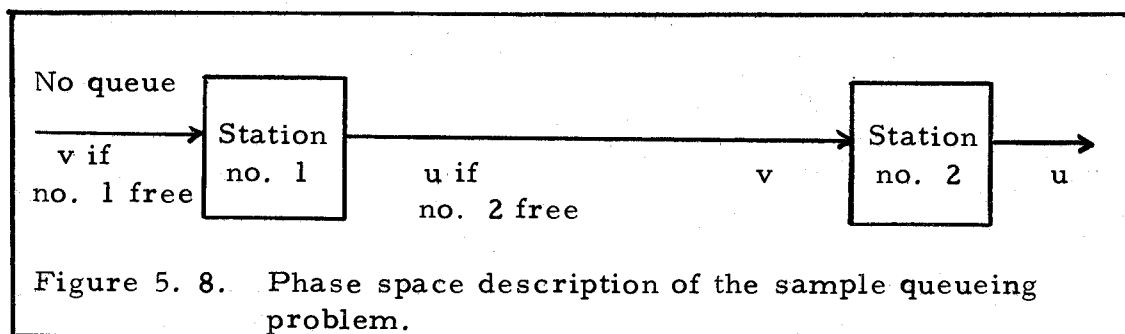 No queue
v if
no. 1 free
Station
no. 1
u if
no. 2 free
v
Station
no. 2
u
Figure 5. 8. Phase space description of the sample queueing
problem.